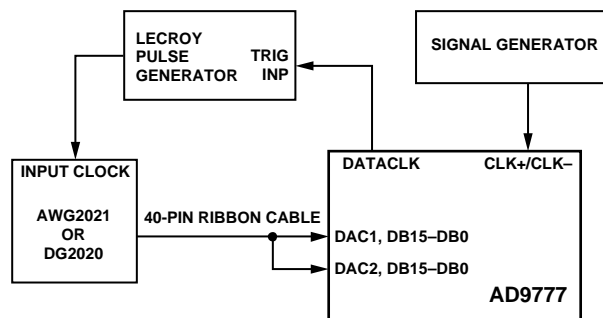 LECROY
PULSE
GENERATOR
TRIG
INP
SIGNAL GENERATOR
INPUT CLOCK
AWG2021
OR
DG2020
40-PIN RIBBON CABLE
DATACLK
CLK+/CLK–
DAC1, DB15–DB0
DAC2, DB15–DB0
AD9777